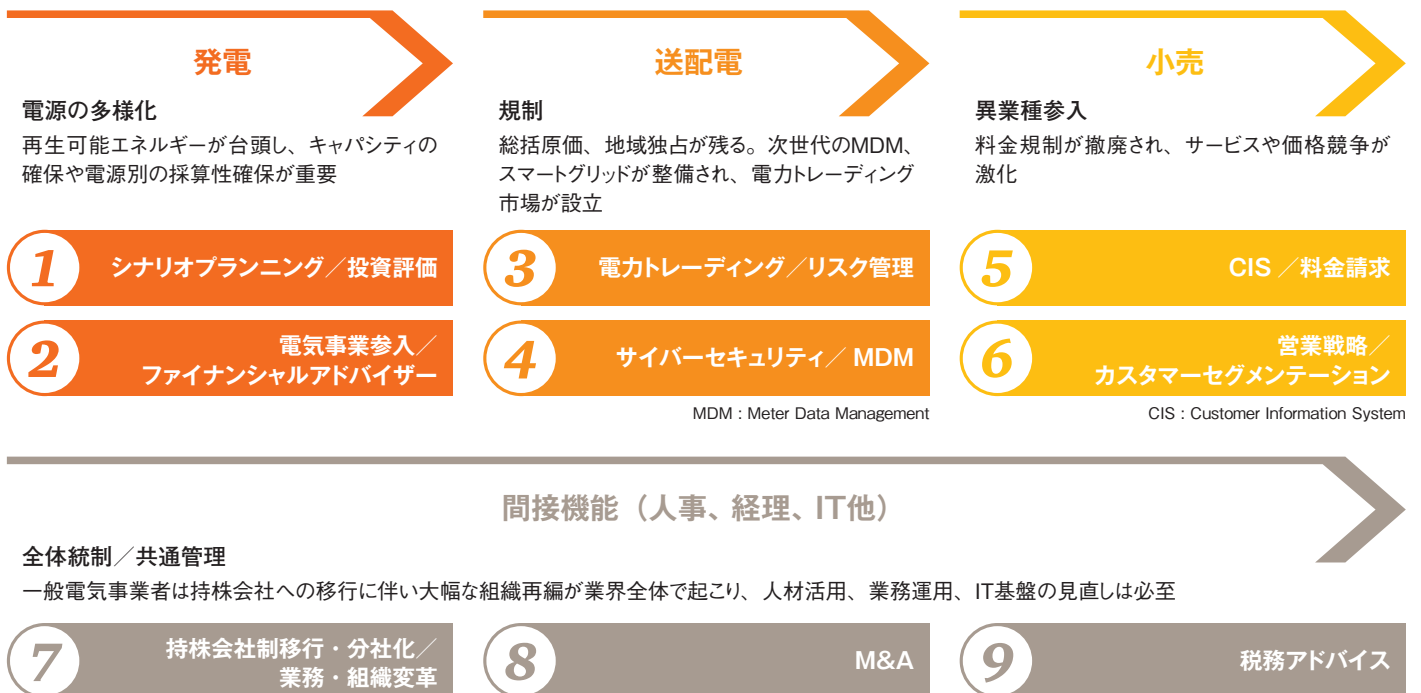 発電
電源の多様化
再生可能エネルギーが台頭し、キャパシティの
確保や電源別の採算性確保が重要
1 シナリオプランニング／投資評価
2 電気事業参入／
ファイナンシャルアドバイザー
送配電
規制
総括原価、地域独占が残る。次世代のMDM、
スマートグリッドが整備され、電力トレーディング
市場が設立
3 電力トレーディング／リスク管理
4 サイバーセキュリティ／ MDM
MDM : Meter Data Management
小売
異業種参入
料金規制が撤廃され、サービスや価格競争が
激化
5 CIS ／料金請求
6 営業戦略／
カスタマーセグメンテーション
CIS : Customer Information System
間接機能（人事、経理、IT他）
全体統制／共通管理
一般電気事業者は持株会社への移行に伴い大幅な組織再編が業界全体で起こり、人材活用、業務運用、IT基盤の見直しは必至
7 持株会社制移行・分社化／
業務・組織変革
8 M&A
9 税務アドバイス